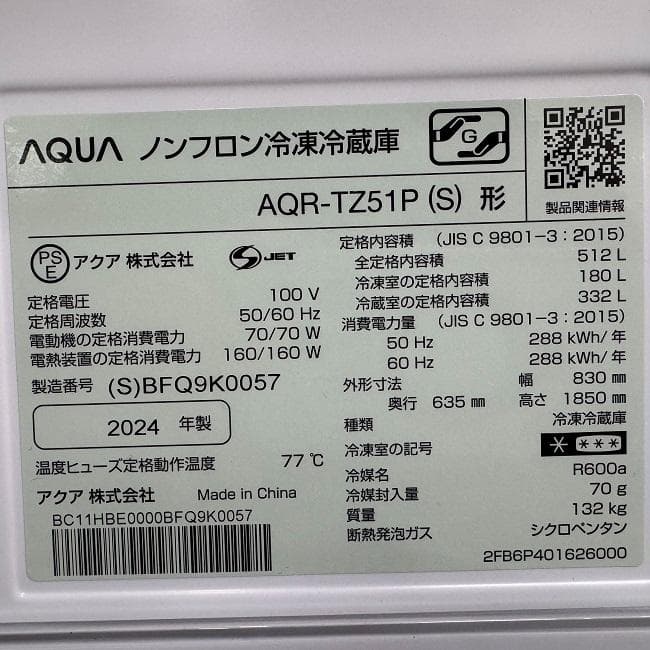 AQUA ノンフロン冷凍冷蔵庫
G
AQR-TZ51P (S) 形
製品関連情報
PS E アクア 株式会社
S JET
定格電圧 100 V
定格周波数 50/60 Hz
電動機の定格消費電力 70/70 W
電熱装置の定格消費電力 160/160 W
製造番号 (S)BFQ9K0057
2024 年製
温度ヒューズ定格動作温度 77 ℃
アクア 株式会社 Made in China
BC11HBE0000BFQ9K0057
定格内容積 (JIS C 9801-3：2015)
全定格内容積 512 L
冷凍室の定格内容積 180 L
冷蔵室の定格内容積 332 L
消費電力量 (JIS C 9801-3：2015)
50 Hz 288 kWh/年
60 Hz 288 kWh/年
外形寸法 幅 830 ㎜
奥行 635 ㎜ 高さ 1850 ㎜
種類 冷凍冷蔵庫
冷凍室の記号 * ***
冷媒名 R600a
冷媒封入量 70 g
質量 132 kg
断熱発泡ガス シクロペンタン
2FB6P401626000